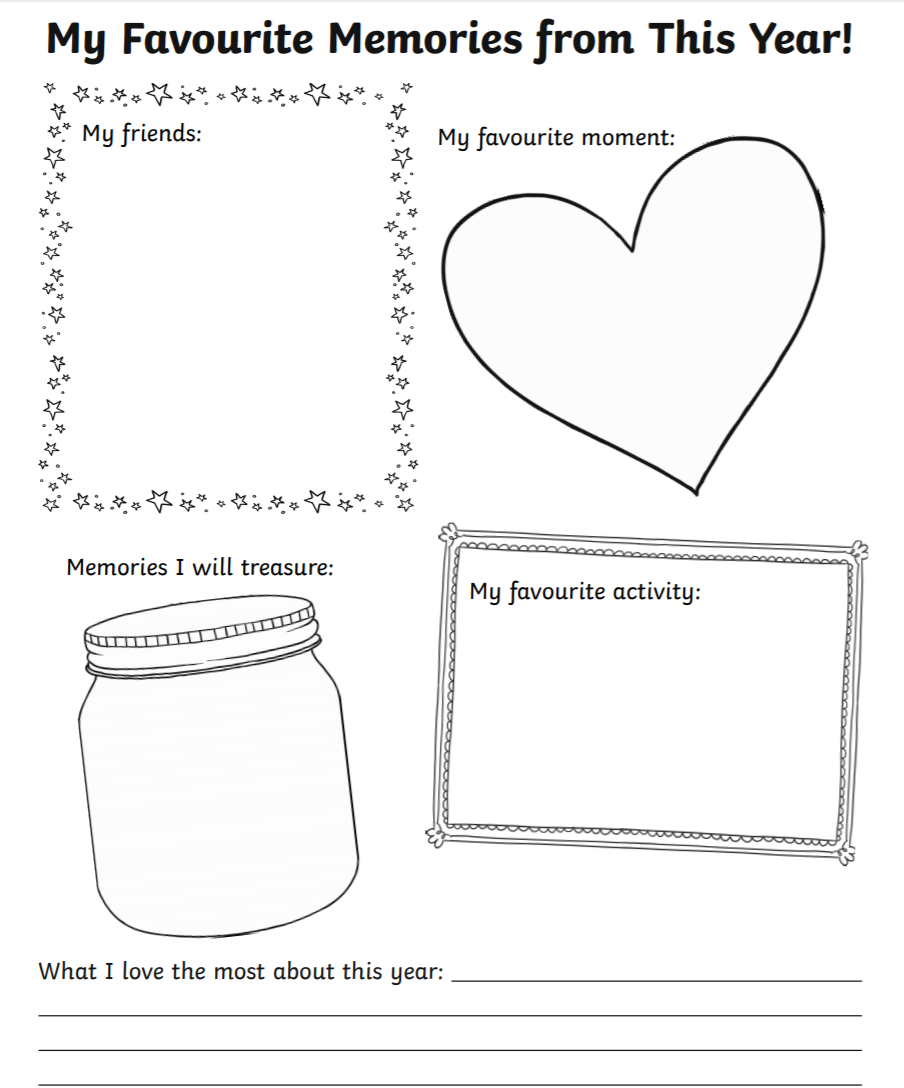 My Favourite Memories from This Year!
My friends:
My favourite moment:
Memories I will treasure:
My favourite activity:
What I love the most about this year: